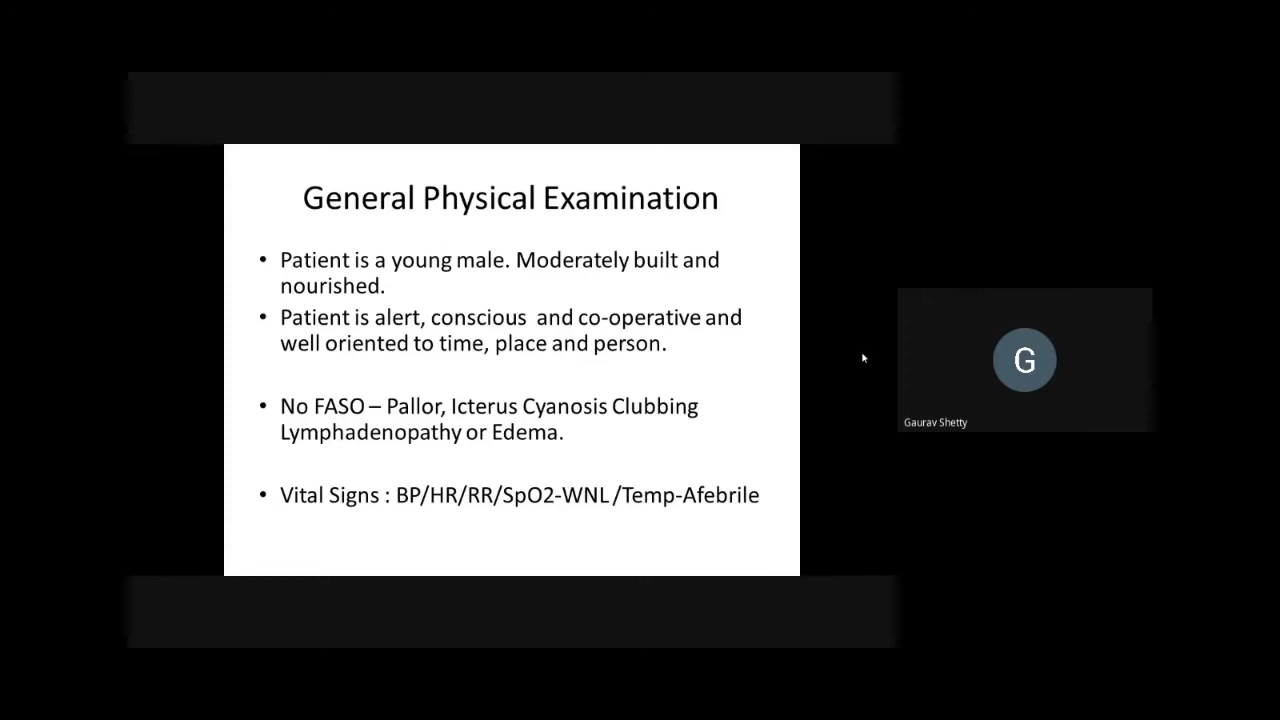 General Physical Examination
• Patient is a young male. Moderately built and
nourished.
• Patient is alert, conscious and co-operative and
well oriented to time, place and person.
• No FASO – Pallor, Icterus Cyanosis Clubbing
Lymphadenopathy or Edema.
• Vital Signs : BP/HR/RR/SpO2-WNL /Temp-Afebrile
G
Gaurav Shetty